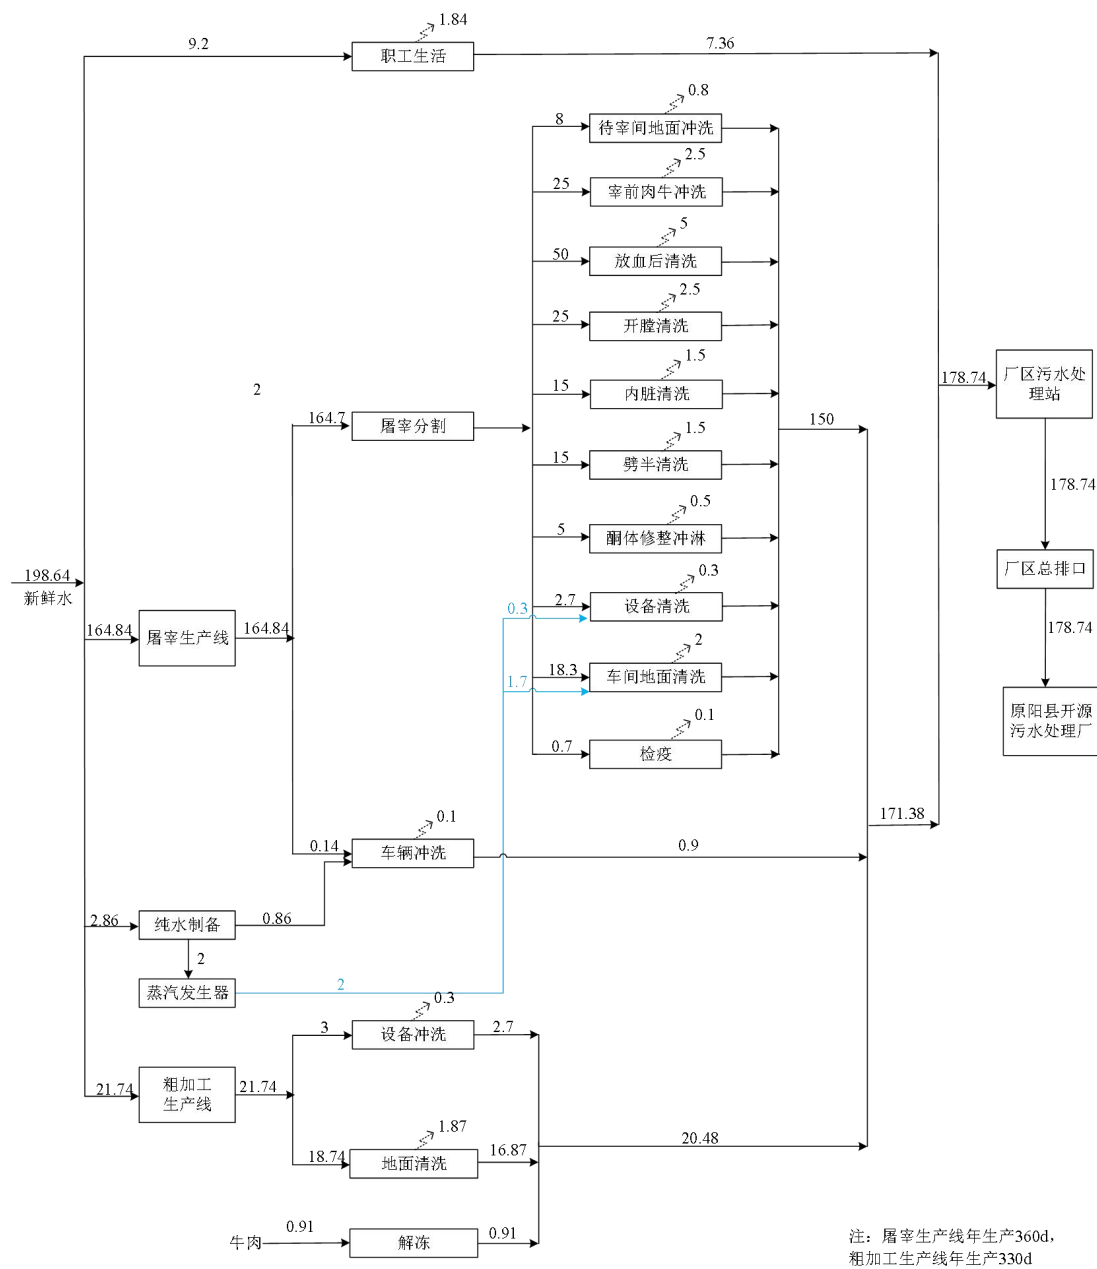 1.84
9.2
职工生活
7.36
0.8
8
待宰间地面冲洗
2.5
25
宰前肉牛冲洗
5
50
放血后清洗
2.5
25
开膛清洗
1.5
15
内脏清洗
2
164.7
屠宰分割
150
178.74
厂区污水处
理站
1.5
15
劈半清洗
178.74
0.5
5
酮体修整冲淋
198.64
新鲜水
厂区总排口
0.3
2.7
0.3
设备清洗
164.84
屠宰生产线
164.84
178.74
2
18.3
1.7
车间地面清洗
原阳县开源
污水处理厂
0.1
0.7
检疫
0.1
0.14
车辆冲洗
0.9
171.38
2.86
纯水制备
0.86
2
蒸汽发生器
2
0.3
3
设备冲洗
2.7
21.74
粗加工
生产线
21.74
1.87
18.74
地面清洗
16.87
20.48
牛肉
0.91
解冻
0.91
注：屠宰生产线年生产360d，
粗加工生产线年生产330d